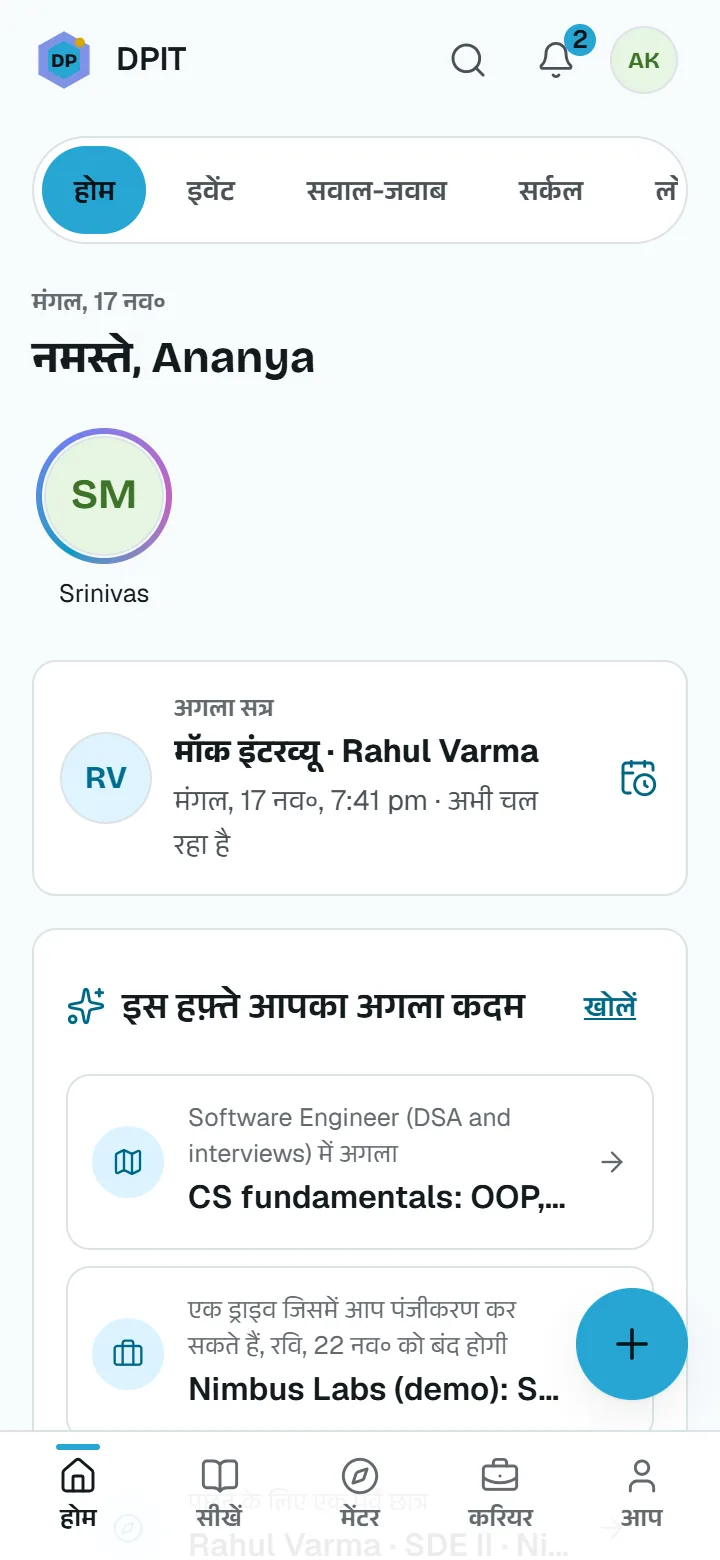 DP DPIT 2 AK
होम इवेंट सवाल-जवाब सर्कल
मंगल, 17 नव०
नमस्ते, Ananya
SM
Srinivas
RV
अगला सत्र
मॉक इंटरव्यू · Rahul Varma
मंगल, 17 नव०, 7:41 pm · अभी चल
रहा है
इस हफ़्ते आपका अगला कदम खोलें
Software Engineer (DSA and
interviews) में अगला
CS fundamentals: OOP,...
एक ड्राइव जिसमें आप पंजीकरण कर
सकते हैं, रवि, 22 नव० को बंद होगी
Nimbus Labs (demo): S...
होम सीखें मेंटर करियर आप
Rahul Varma · SDE II · Ni...